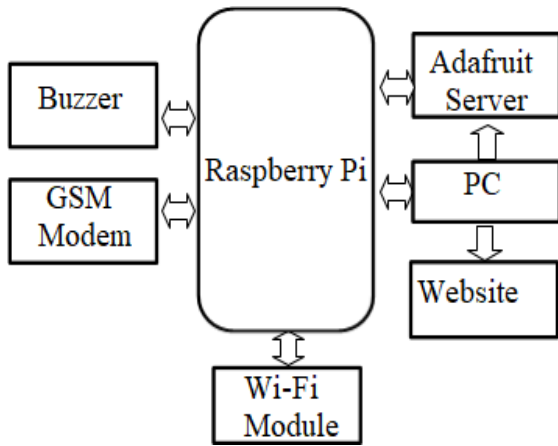 Buzzer
GSM
Modem
Raspberry Pi
Adafruit
Server
PC
Website
Wi-Fi
Module